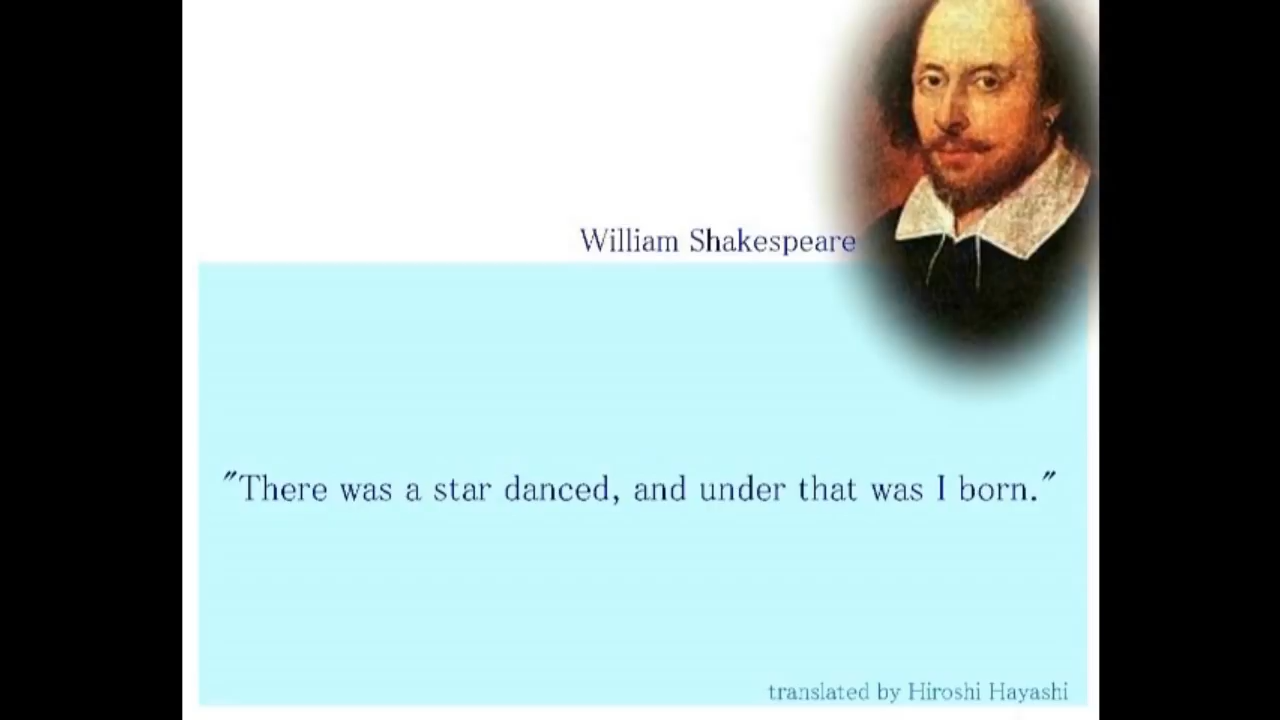 William Shakespeare
"There was a star danced, and under that was I born."
translated by Hiroshi Hayashi